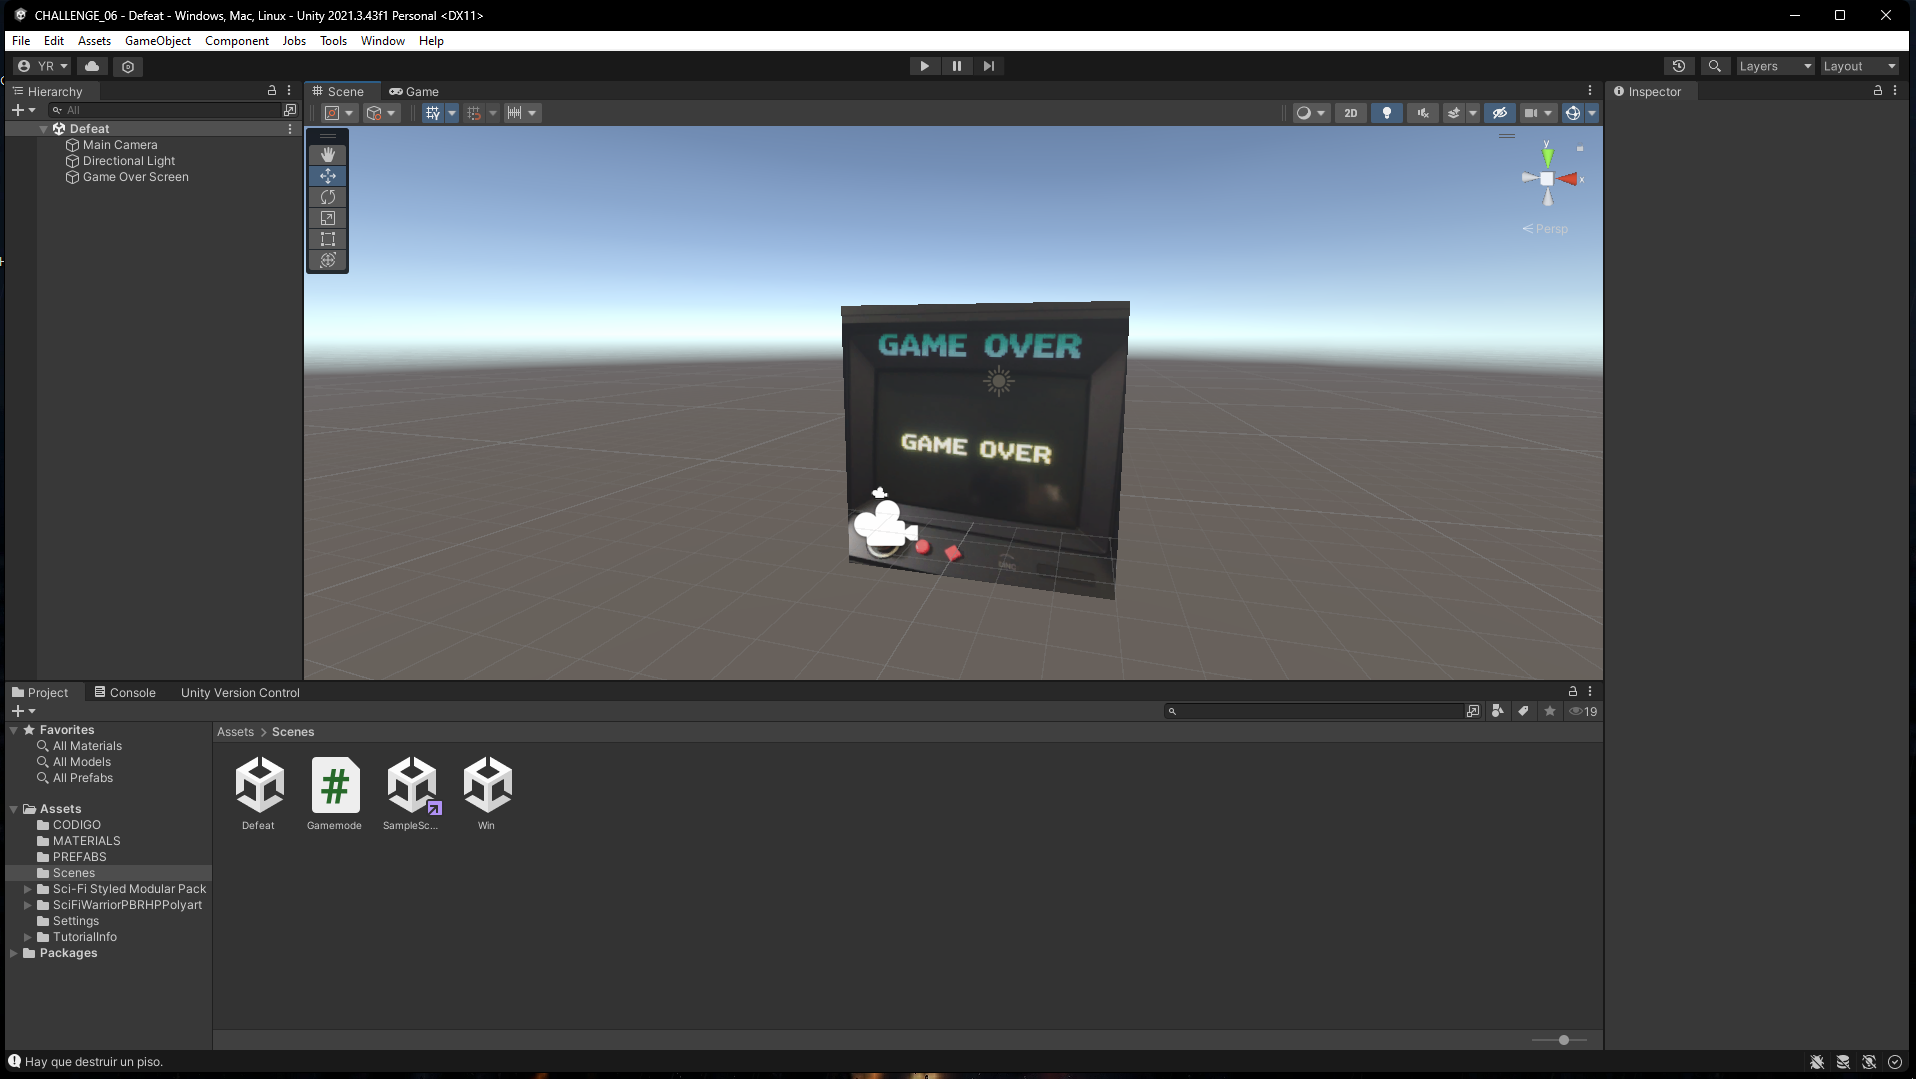 CHALLENGE_06 - Defeat - Windows, Mac, Linux - Unity 2021.3.43f1 Personal <DX11>
File Edit Assets GameObject Component Jobs Tools Window Help
YR
Layers
Layout
Hierarchy
Scene
Game
Inspector
All
2D
Defeat
Main Camera
Directional Light
Game Over Screen
y
x
Persp
GAME OVER
GAME OVER
Project
Console
Unity Version Control
19
Favorites
All Materials
All Models
All Prefabs
Assets
CODIGO
MATERIALS
PREFABS
Scenes
Sci-Fi Styled Modular Pack
SciFiWarriorPBRHPPolyart
Settings
TutorialInfo
Packages
Assets > Scenes
Defeat
Gamemode
SampleSc...
Win
Hay que destruir un piso.